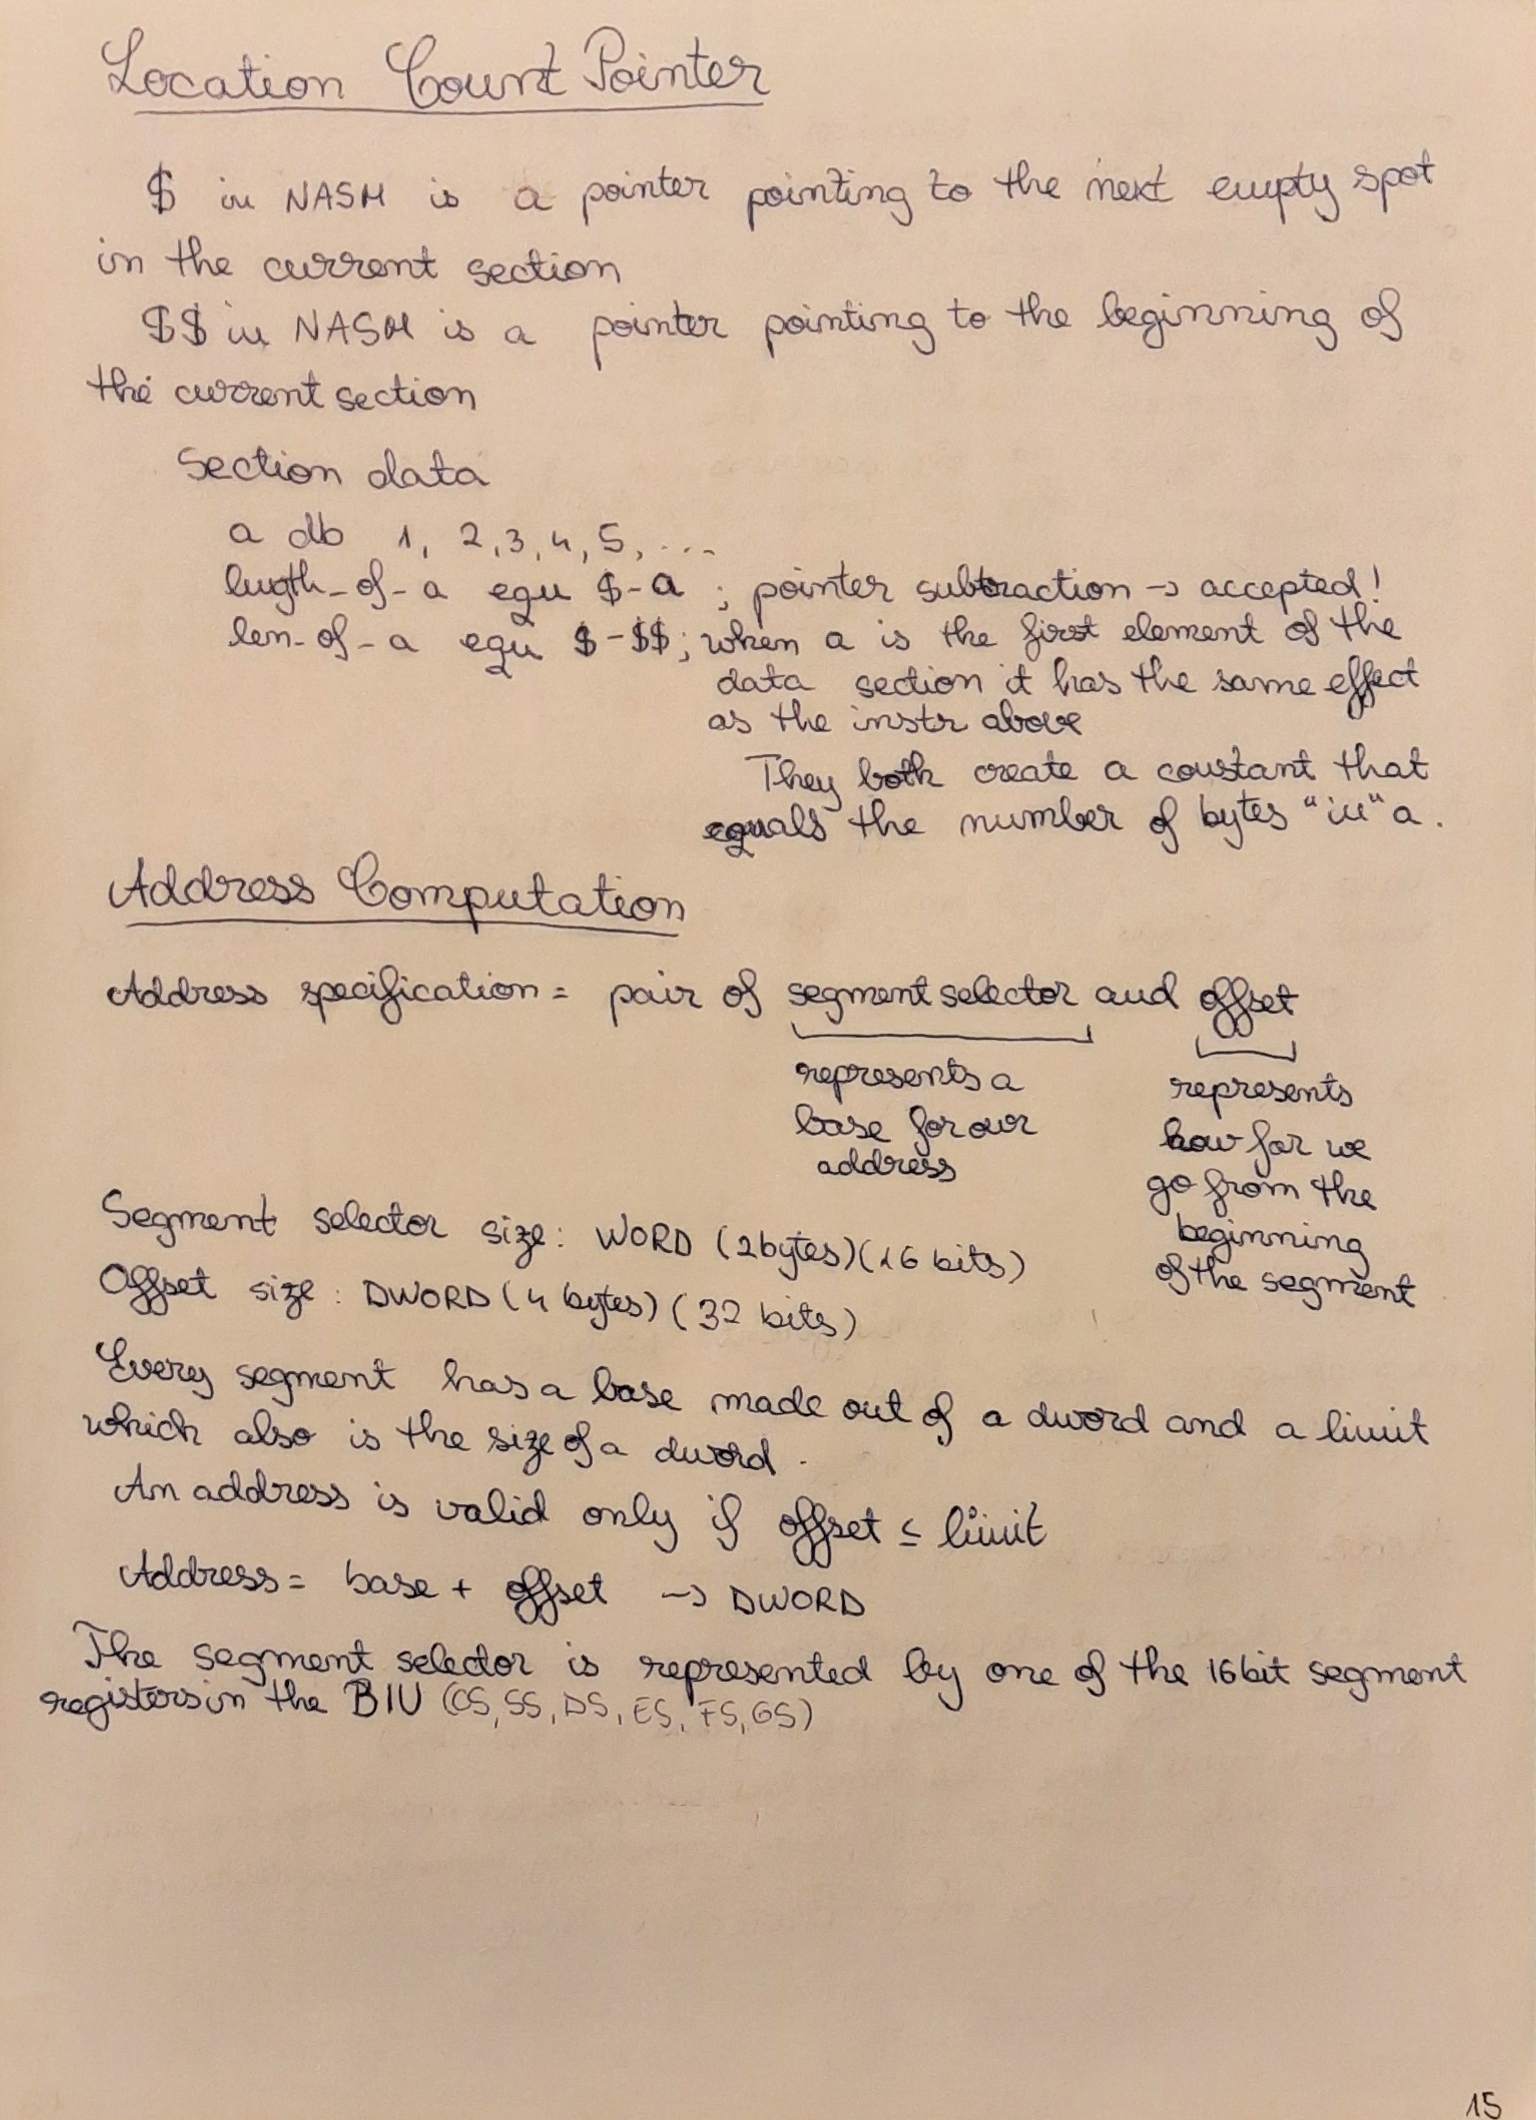 Location Count Pointer
$ in NASM is a pointer pointing to the next empty spot
in the current section
$$ in NASM is a pointer pointing to the beginning of
the current section
Section data
a db 1, 2,3,4,5,...
length-of-a equ $-a ; pointer subtraction → accepted!
len-of-a equ $-$$; when a is the first element of the
data section it has the same effect
as the instr above
They both create a constant that
equals the number of bytes "in" a.
Address Computation
Address specification = pair of segment selector and offset
represents a
base for our
address
represents
how far we
go from the
beginning
of the segment
Segment selector size: WORD (2bytes)(16 bits)
Offset size: DWORD (4 bytes) (32 bits)
Every segment has a base made out of a dword and a limit
which also is the size of a dword.
An address is valid only if offset ≤ limit
Address = base + offset → DWORD
The segment selector is represented by one of the 16bit segment
registers in the BIU (CS, SS, DS, ES, FS, GS)
15